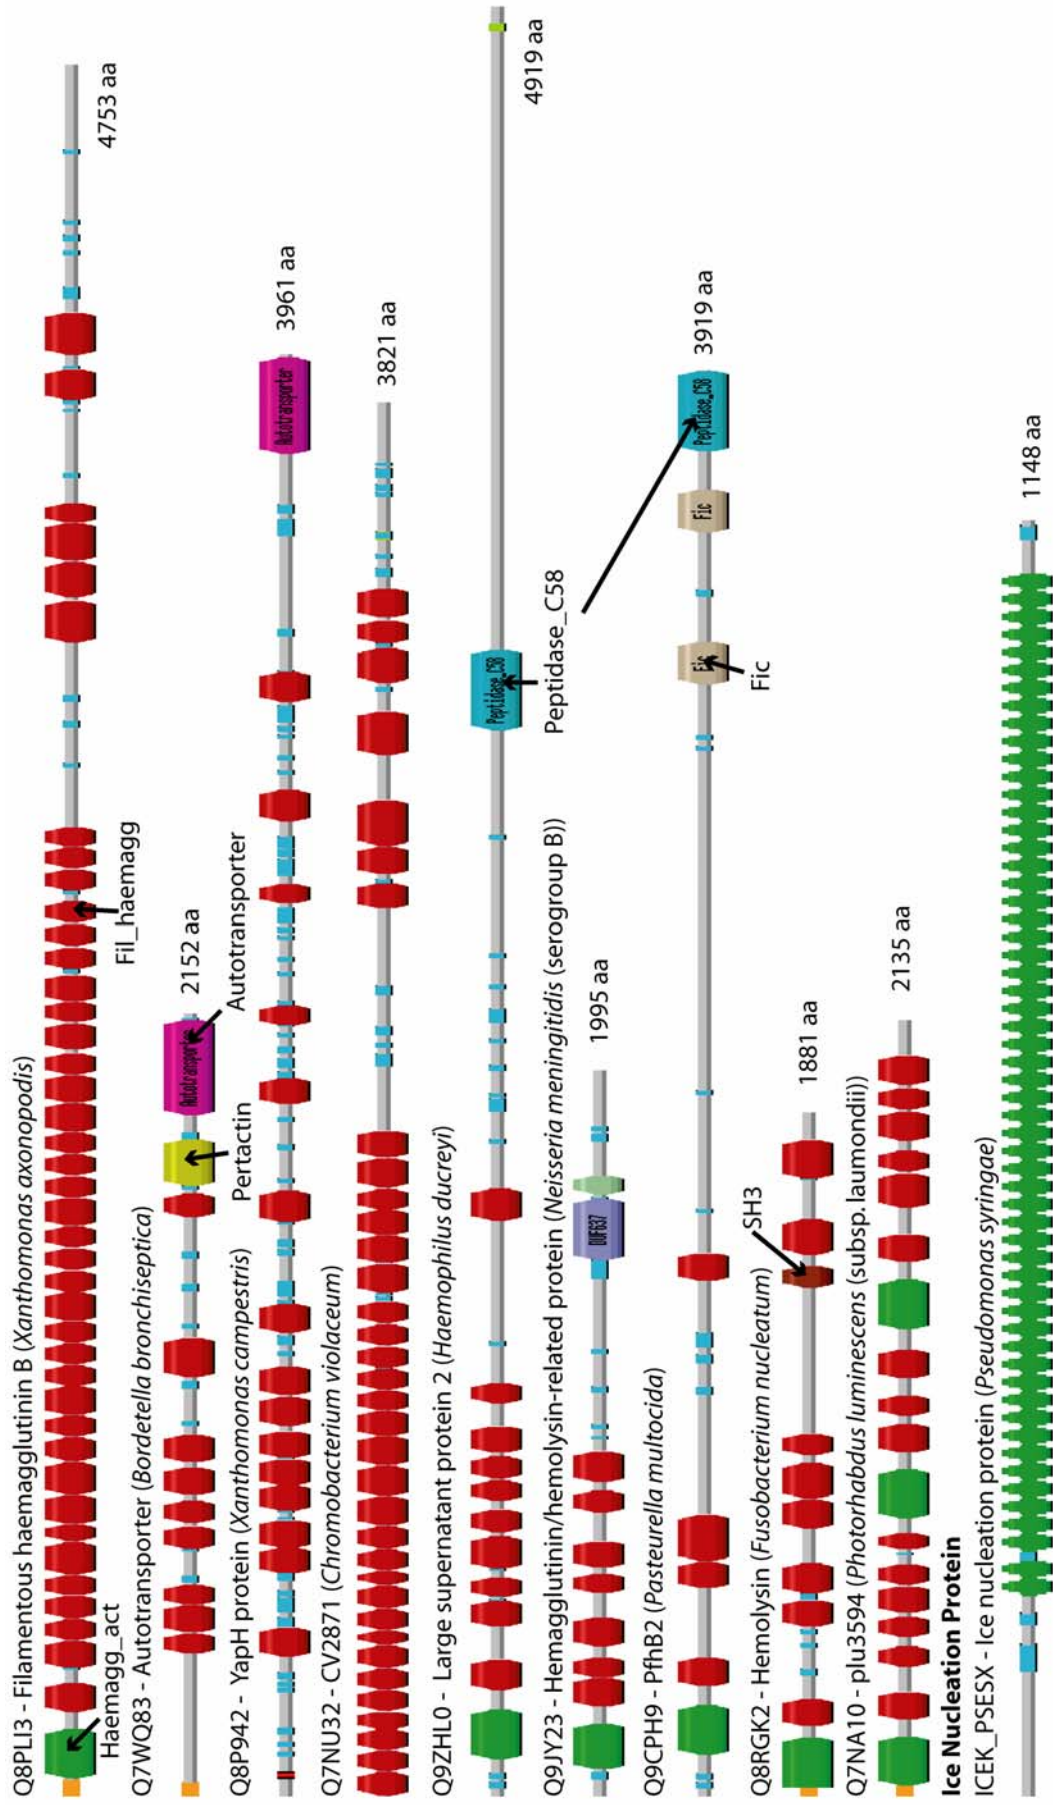 Q8PLI3 - Filamentous haemagglutinin B (Xanthomonas axonopodis)
4753 aa
Haemagg_act
Fil_haemagg
Q7WQ83 - Autotransporter (Bordetella bronchiseptica)
2152 aa
Autotransporter
Pertactin
Autotransporter
Q8P942 - YapH protein (Xanthomonas campestris)
3961 aa
Autotransporter
Q7NU32 - CV2871 (Chromobacterium violaceum)
3821 aa
Q9ZHL0 - Large supernatant protein 2 (Haemophilus ducreyi)
4919 aa
Peptidase_C58
Peptidase_C58
Q9JY23 - Hemagglutinin/hemolysin-related protein (Neisseria meningitidis (serogroup B))
1995 aa
DUF637
Q9CPH9 - PfhB2 (Pasteurella multocida)
3919 aa
Fic
Fic
Peptidase_C58
Fic
Q8RGK2 - Hemolysin (Fusobacterium nucleatum)
SH3
1881 aa
Q7NA10 - plu3594 (Photorhabdus luminescens (subsp. laumondii))
2135 aa
Ice Nucleation Protein
ICEK_PSESX - Ice nucleation protein (Pseudomonas syringae)
1148 aa